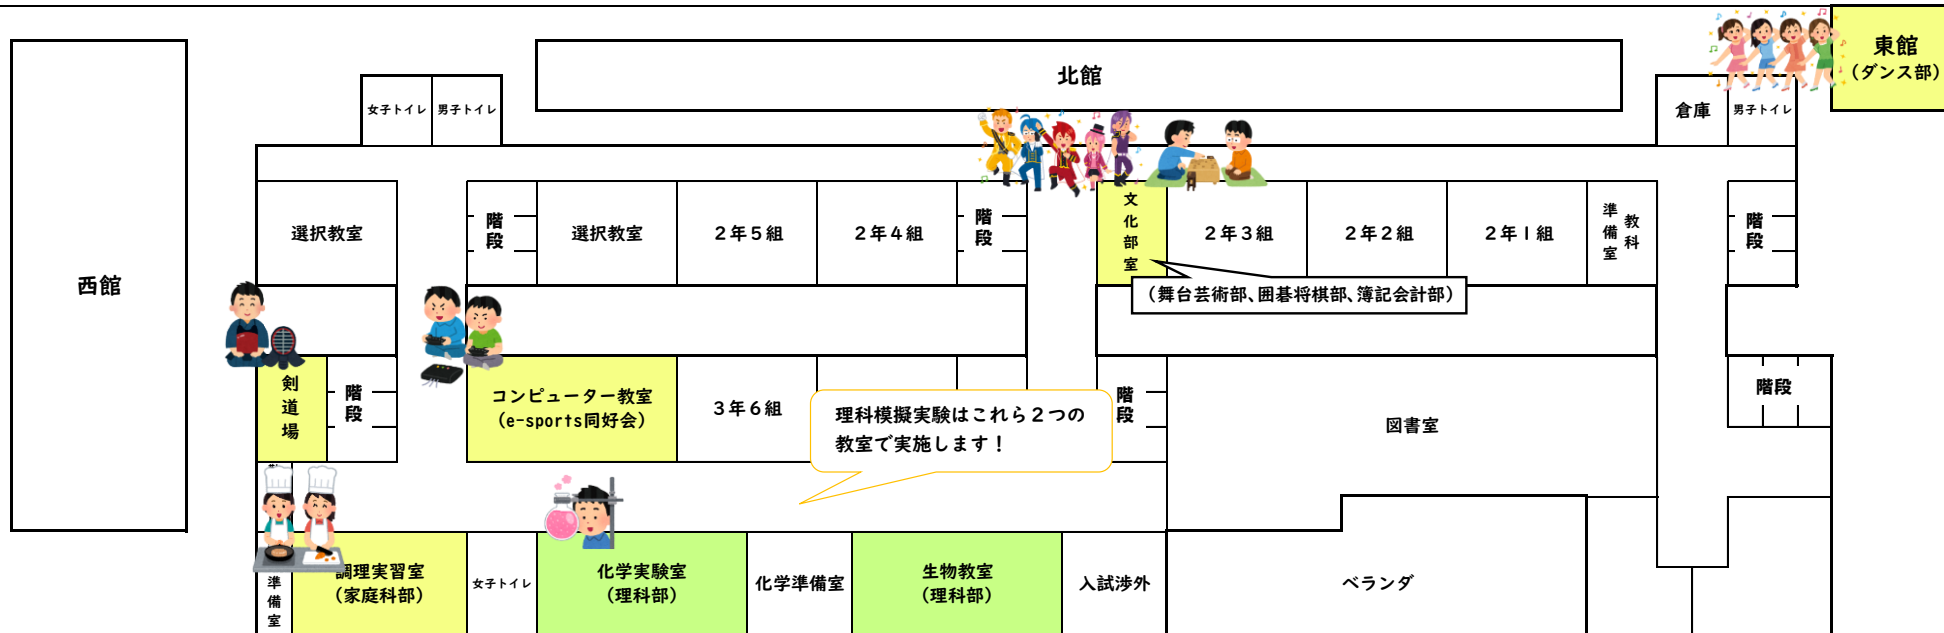 東館
（ダンス部）
北館
女子トイレ
男子トイレ
倉庫
男子トイレ
西館
選択教室
階段
選択教室
２年５組
２年４組
階段
文化部室
２年３組
２年２組
２年１組
教科準備室
階段
（舞台芸術部、囲碁将棋部、簿記会計部）
剣道場
階段
コンピューター教室
（e-sports同好会）
３年６組
理科模擬実験はこれら２つの
教室で実施します！
階段
図書室
階段
準備室
調理実習室
（家庭科部）
女子トイレ
化学実験室
（理科部）
化学準備室
生物教室
（理科部）
入試渉外
ベランダ